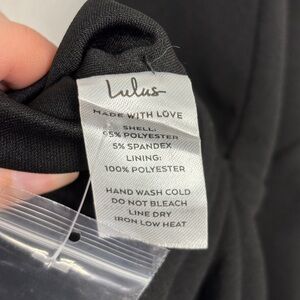 Lulus
MADE WITH LOVE
SHELL:
95% POLYESTER
5% SPANDEX
LINING:
100% POLYESTER
HAND WASH COLD
DO NOT BLEACH
LINE DRY
IRON LOW HEAT